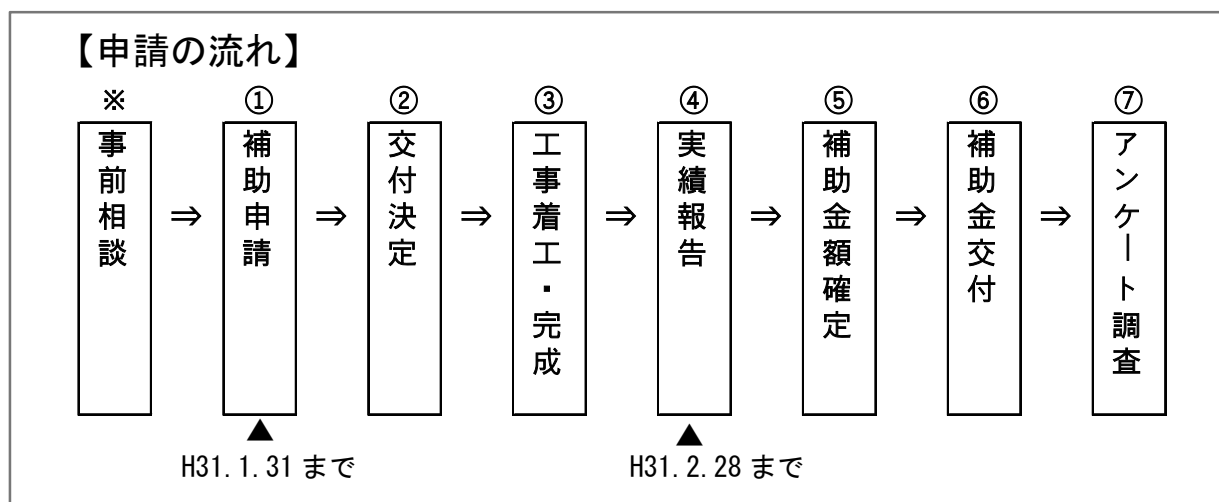 【申請の流れ】
※ ① ② ③ ④ ⑤ ⑥ ⑦
事前相談
⇒
補助申請
⇒
交付決定
⇒
工事着工・完成
⇒
実績報告
⇒
補助金額確定
⇒
補助金交付
⇒
アンケート調査
▲ ▲
H31.1.31 まで
H31.2.28 まで